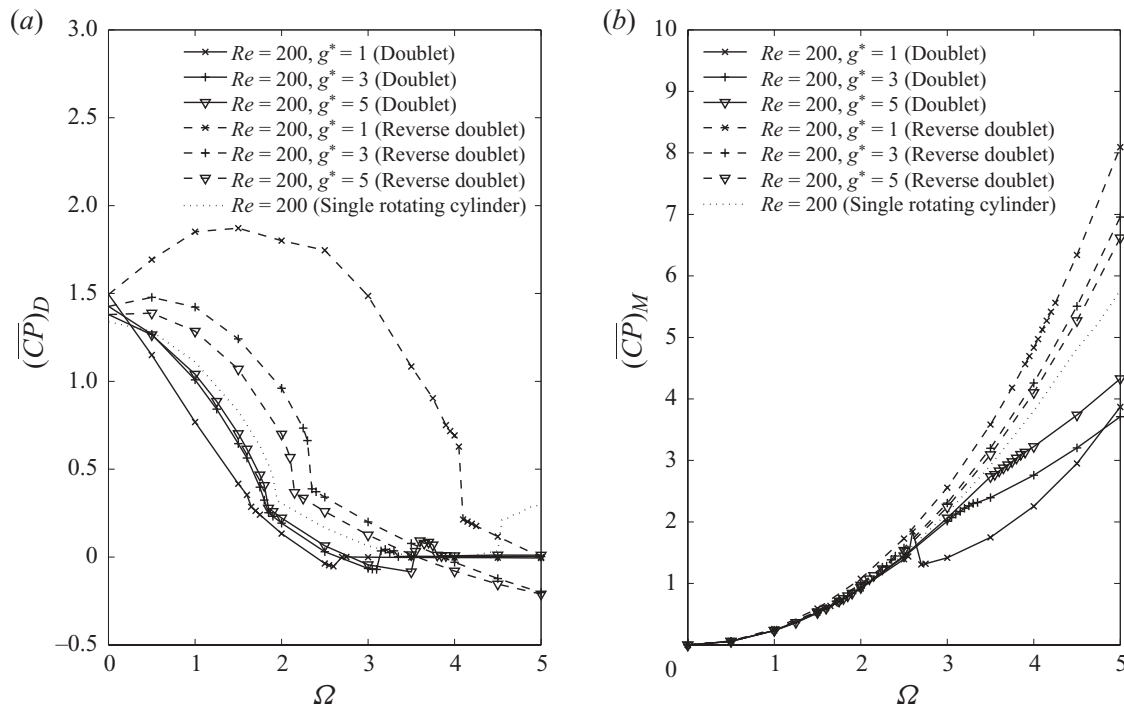 (a)
3.0
2.5
2.0
1.5
1.0
0.5
0
−0.5
(CP)D
Re = 200, g* = 1 (Doublet)
Re = 200, g* = 3 (Doublet)
Re = 200, g* = 5 (Doublet)
Re = 200, g* = 1 (Reverse doublet)
Re = 200, g* = 3 (Reverse doublet)
Re = 200, g* = 5 (Reverse doublet)
Re = 200 (Single rotating cylinder)
0 1 2 3 4 5
Ω
(b)
10
9
8
7
6
5
4
3
2
1
(CP)M
Re = 200, g* = 1 (Doublet)
Re = 200, g* = 3 (Doublet)
Re = 200, g* = 5 (Doublet)
Re = 200, g* = 1 (Reverse doublet)
Re = 200, g* = 3 (Reverse doublet)
Re = 200, g* = 5 (Reverse doublet)
Re = 200 (Single rotating cylinder)
0 1 2 3 4 5
Ω